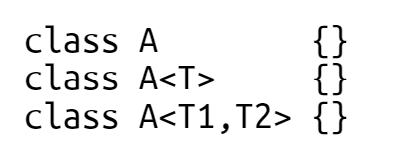 class A        {}
class A<T>     {}
class A<T1,T2> {}